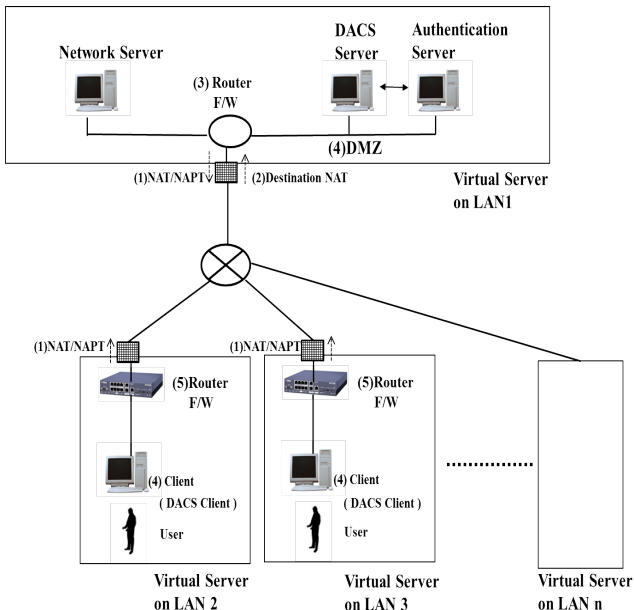 DACS
Server
Authentication
Server
Network Server
(3) Router
F/W
(4)DMZ
(1)NAT/NAPT
(2)Destination NAT
Virtual Server
on LAN1
(1)NAT/NAPT
(1)NAT/NAPT
(5)Router
F/W
(5)Router
F/W
(4) Client
( DACS Client )
User
(4) Client
( DACS Client )
User
Virtual Server
on LAN 2
Virtual Server
on LAN 3
Virtual Server
on LAN n